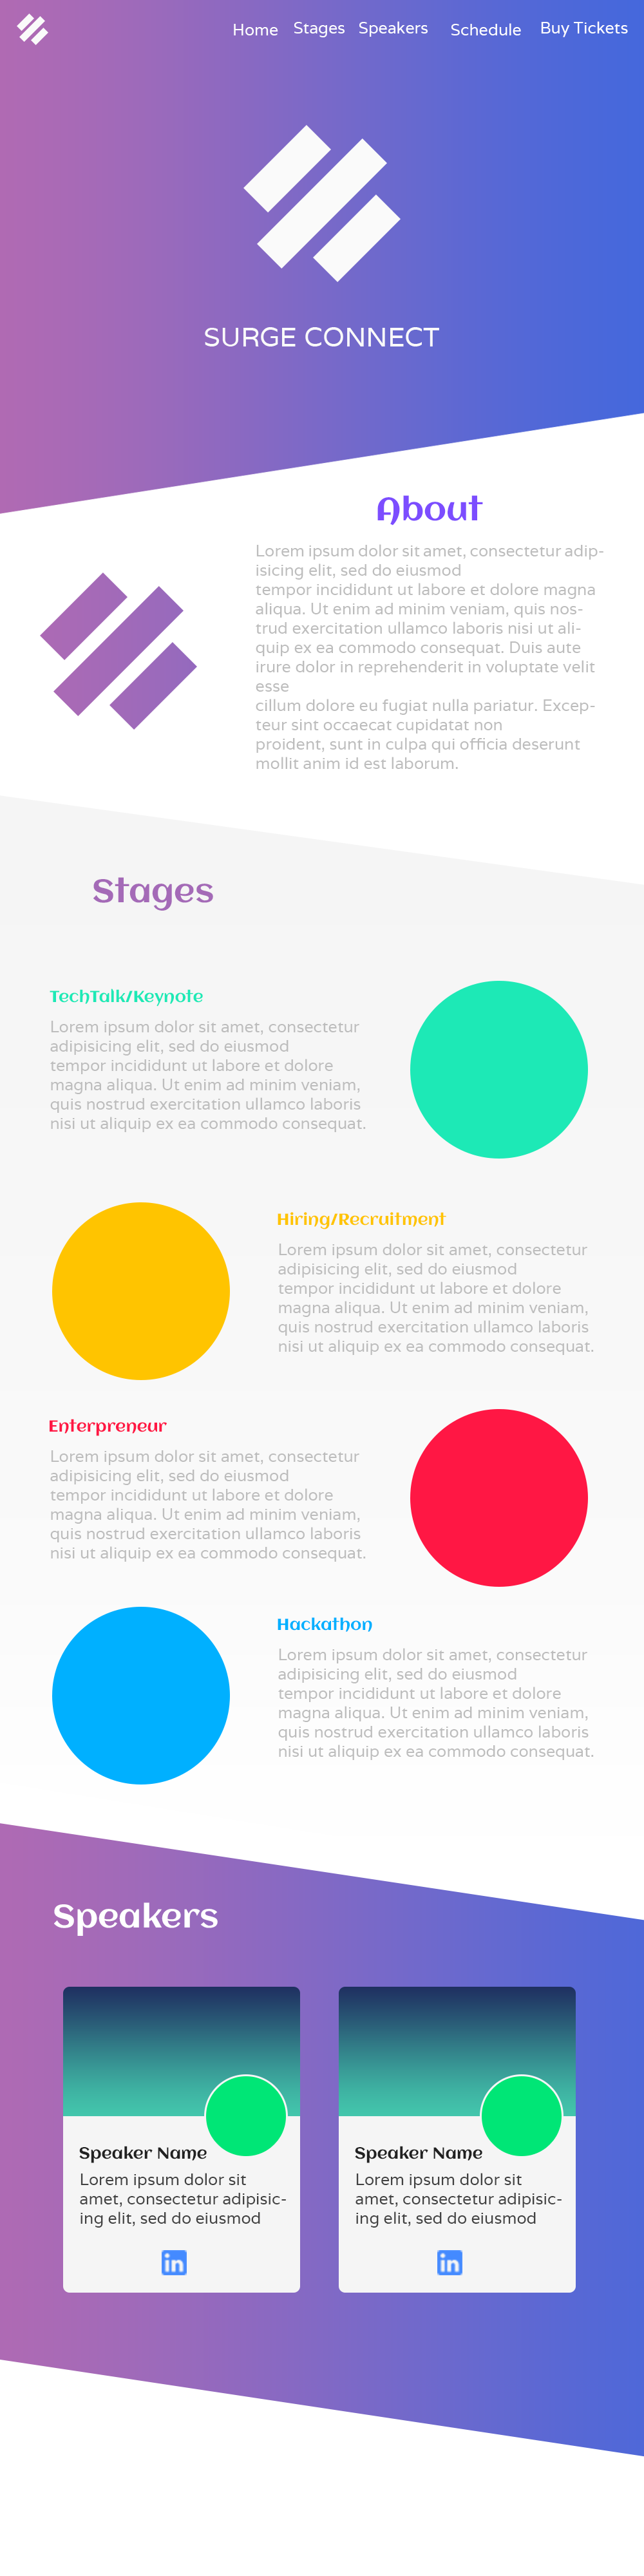 Home Stages Speakers Schedule Buy Tickets
SURGE CONNECT
About
Lorem ipsum dolor sit amet, consectetur adip-
isicing elit, sed do eiusmod
tempor incididunt ut labore et dolore magna
aliqua. Ut enim ad minim veniam, quis nos-
trud exercitation ullamco laboris nisi ut ali-
quip ex ea commodo consequat. Duis aute
irure dolor in reprehenderit in voluptate velit
esse
cillum dolore eu fugiat nulla pariatur. Excep-
teur sint occaecat cupidatat non
proident, sunt in culpa qui officia deserunt
mollit anim id est laborum.
Stages
TechTalk/Keynote
Lorem ipsum dolor sit amet, consectetur
adipisicing elit, sed do eiusmod
tempor incididunt ut labore et dolore
magna aliqua. Ut enim ad minim veniam,
quis nostrud exercitation ullamco laboris
nisi ut aliquip ex ea commodo consequat.
Hiring/Recruitment
Lorem ipsum dolor sit amet, consectetur
adipisicing elit, sed do eiusmod
tempor incididunt ut labore et dolore
magna aliqua. Ut enim ad minim veniam,
quis nostrud exercitation ullamco laboris
nisi ut aliquip ex ea commodo consequat.
Enterpreneur
Lorem ipsum dolor sit amet, consectetur
adipisicing elit, sed do eiusmod
tempor incididunt ut labore et dolore
magna aliqua. Ut enim ad minim veniam,
quis nostrud exercitation ullamco laboris
nisi ut aliquip ex ea commodo consequat.
Hackathon
Lorem ipsum dolor sit amet, consectetur
adipisicing elit, sed do eiusmod
tempor incididunt ut labore et dolore
magna aliqua. Ut enim ad minim veniam,
quis nostrud exercitation ullamco laboris
nisi ut aliquip ex ea commodo consequat.
Speakers
Speaker Name
Lorem ipsum dolor sit
amet, consectetur adipisic-
ing elit, sed do eiusmod
in
Speaker Name
Lorem ipsum dolor sit
amet, consectetur adipisic-
ing elit, sed do eiusmod
in